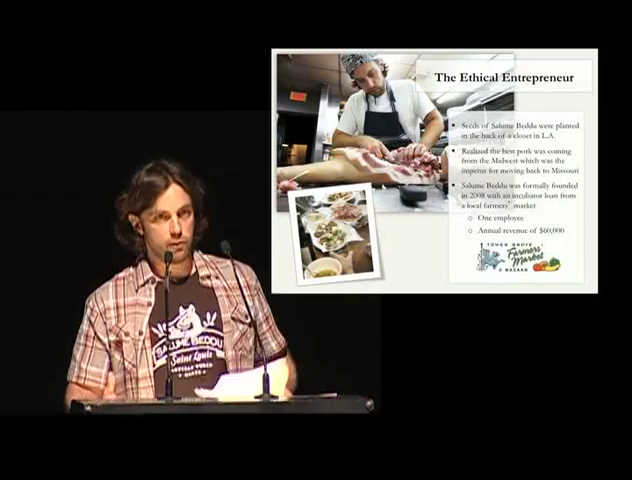 The Ethical Entrepreneur
Seeds of Salume Beddu were planted
in the back of a closet in L.A.
Realized the best pork was coming
from the Midwest which was the
impetus for moving back to Missouri
Salume Beddu was formally founded
in 2008 with an incubator loan from
a local farmers' market
One employee
Annual revenue of $60,000
TOWER GROVE
Farmers'
Market
& BAZAAR
SALUME BEDDU
Saint Louis